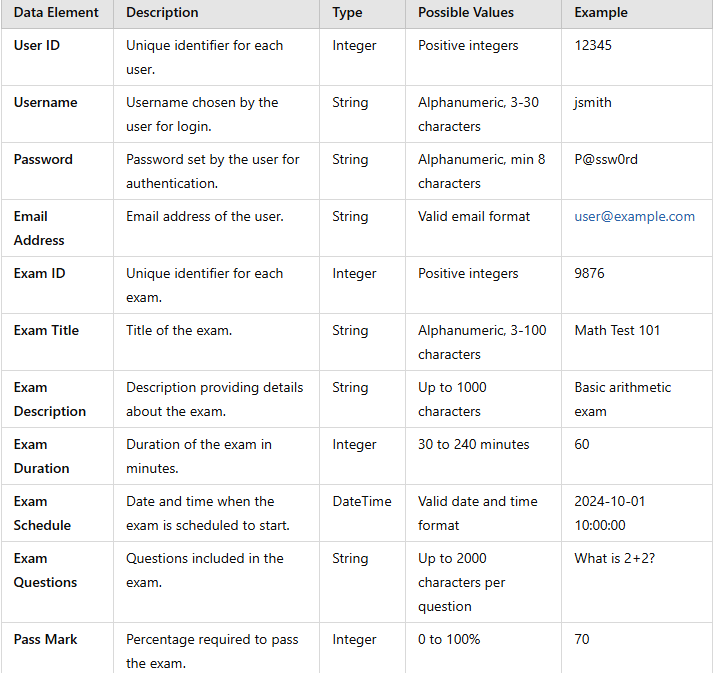 Data Element Description Type Possible Values Example
User ID Unique identifier for each Integer Positive integers 12345
user.
Username Username chosen by the String Alphanumeric, 3-30 jsmith
user for login. characters
Password Password set by the user for String Alphanumeric, min 8 P@ssw0rd
authentication. characters
Email Email address of the user. String Valid email format user@example.com
Address
Exam ID Unique identifier for each Integer Positive integers 9876
exam.
Exam Title Title of the exam. String Alphanumeric, 3-100 Math Test 101
characters
Exam Description providing details String Up to 1000 Basic arithmetic
Description about the exam. characters exam
Exam Duration of the exam in Integer 30 to 240 minutes 60
Duration minutes.
Exam Date and time when the DateTime Valid date and time 2024-10-01
Schedule exam is scheduled to start. format 10:00:00
Exam Questions included in the String Up to 2000 What is 2+2?
Questions exam. characters per
question
Pass Mark Percentage required to pass Integer 0 to 100% 70
the exam.